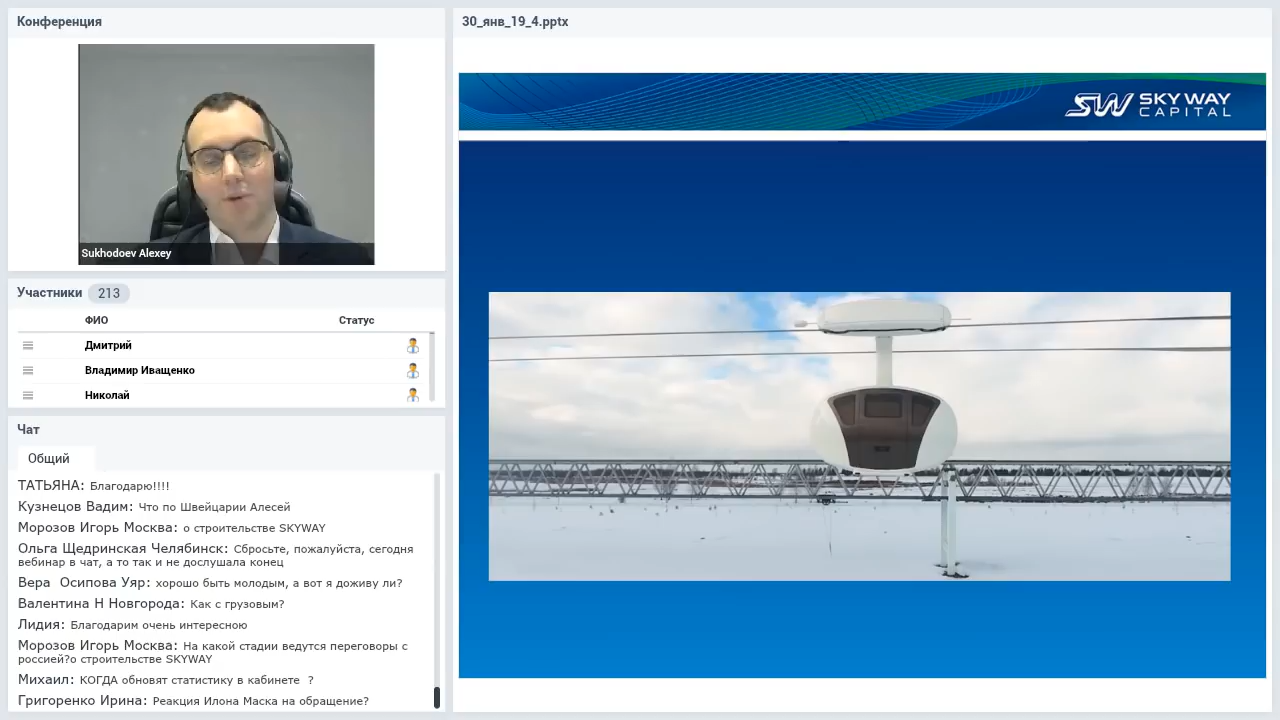 Конференция
Sukhodoev Alexey
Участники 213
ФИО Статус
Дмитрий
Владимир Иващенко
Николай
Чат
Общий
ТАТЬЯНА: Благодарю!!!!
Кузнецов Вадим: Что по Швейцарии Алесей
Морозов Игорь Москва: о строительстве SKYWAY
Ольга Щедринская Челябинск: Сбросьте, пожалуйста, сегодня
вебинар в чат, а то так и не дослушала конец
Вера Осипова Уяр: хорошо быть молодым, а вот я доживу ли?
Валентина Н Новгорода: Как с грузовым?
Лидия: Благодарим очень интересною
Морозов Игорь Москва: На какой стадии ведутся переговоры с
россией?о строительстве SKYWAY
Михаил: КОГДА обновят статистику в кабинете ?
Григоренко Ирина: Реакция Илона Маска на обращение?
30_янв_19_4.pptx
SW SKY WAY
CAPITAL